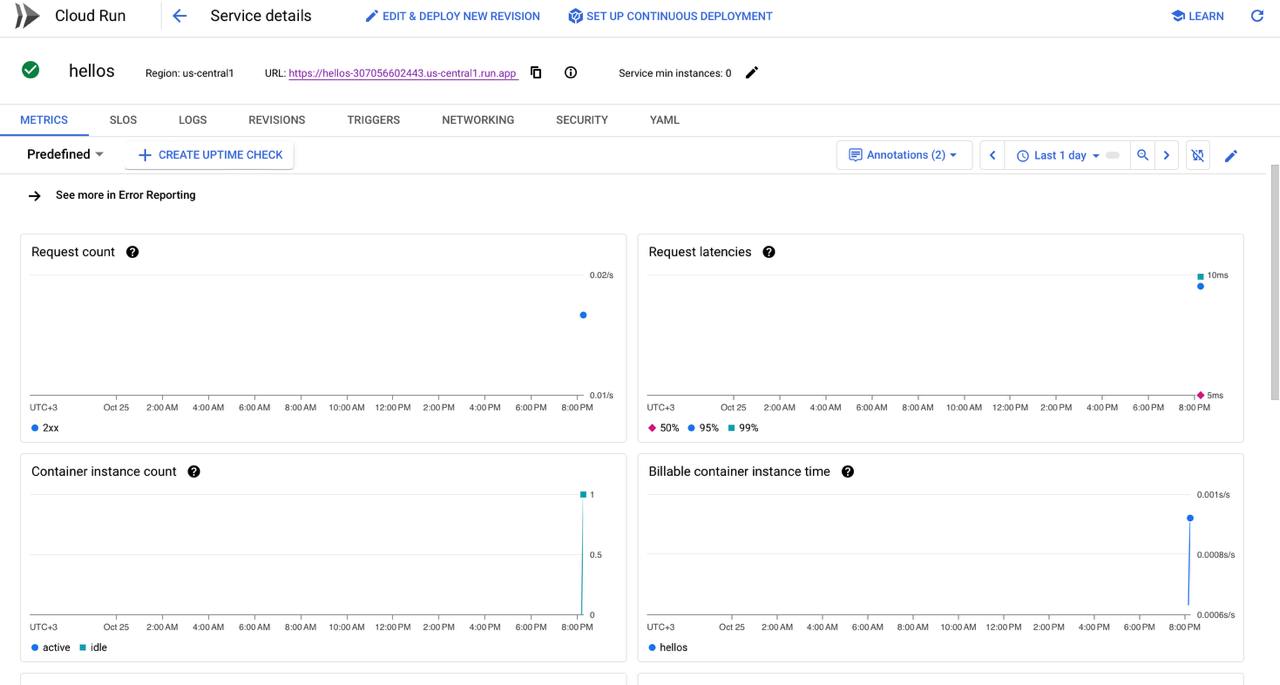 Cloud Run
Service details
EDIT & DEPLOY NEW REVISION
SET UP CONTINUOUS DEPLOYMENT
LEARN
hellos
Region: us-central1
URL: https://hellos-307056602443.us-central1.run.app
Service min instances: 0
METRICS
SLOS
LOGS
REVISIONS
TRIGGERS
NETWORKING
SECURITY
YAML
Predefined
CREATE UPTIME CHECK
Annotations (2)
Last 1 day
See more in Error Reporting
Request count
0.02/s
0.01/s
UTC+3 Oct 25 2:00 AM 4:00 AM 6:00 AM 8:00 AM 10:00 AM 12:00 PM 2:00 PM 4:00 PM 6:00 PM 8:00 PM
2xx
Request latencies
10ms
5ms
UTC+3 Oct 25 2:00 AM 4:00 AM 6:00 AM 8:00 AM 10:00 AM 12:00 PM 2:00 PM 4:00 PM 6:00 PM 8:00 PM
50% 95% 99%
Container instance count
1
0.5
0
UTC+3 Oct 25 2:00 AM 4:00 AM 6:00 AM 8:00 AM 10:00 AM 12:00 PM 2:00 PM 4:00 PM 6:00 PM 8:00 PM
active idle
Billable container instance time
0.001s/s
0.0008s/s
0.0006s/s
UTC+3 Oct 25 2:00 AM 4:00 AM 6:00 AM 8:00 AM 10:00 AM 12:00 PM 2:00 PM 4:00 PM 6:00 PM 8:00 PM
hellos